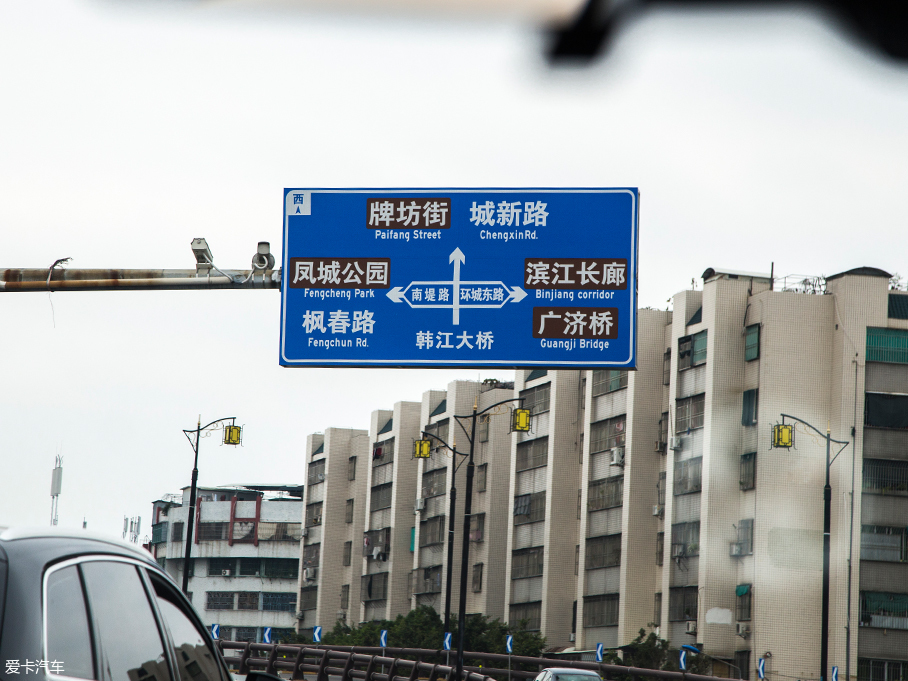 西
牌坊街 城新路
Paifang Street ChengxinRd.
凤城公园 滨江长廊
Fengcheng Park Binjiang corridor
南堤路 环城东路
枫春路 广济桥
Fengchun Rd. Guangji Bridge
韩江大桥
爱卡汽车